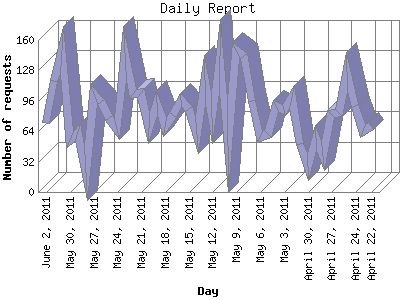 Daily Report
160
128
96
64
32
0
Number of requests
June 2, 2011
May 30, 2011
May 27, 2011
May 24, 2011
May 21, 2011
May 18, 2011
May 15, 2011
May 12, 2011
May 9, 2011
May 6, 2011
May 3, 2011
April 30, 2011
April 27, 2011
April 24, 2011
April 22, 2011
Day